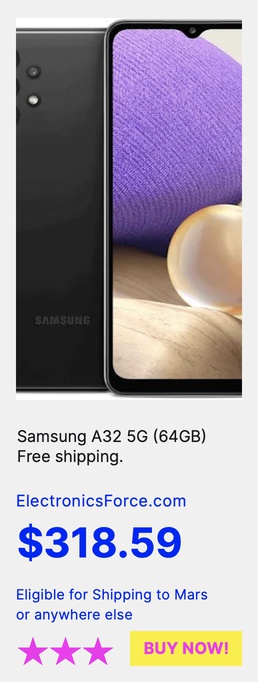 SAMSUNG
Samsung A32 5G (64GB)
Free shipping.
ElectronicsForce.com
$318.59
Eligible for Shipping to Mars
or anywhere else
BUY NOW!